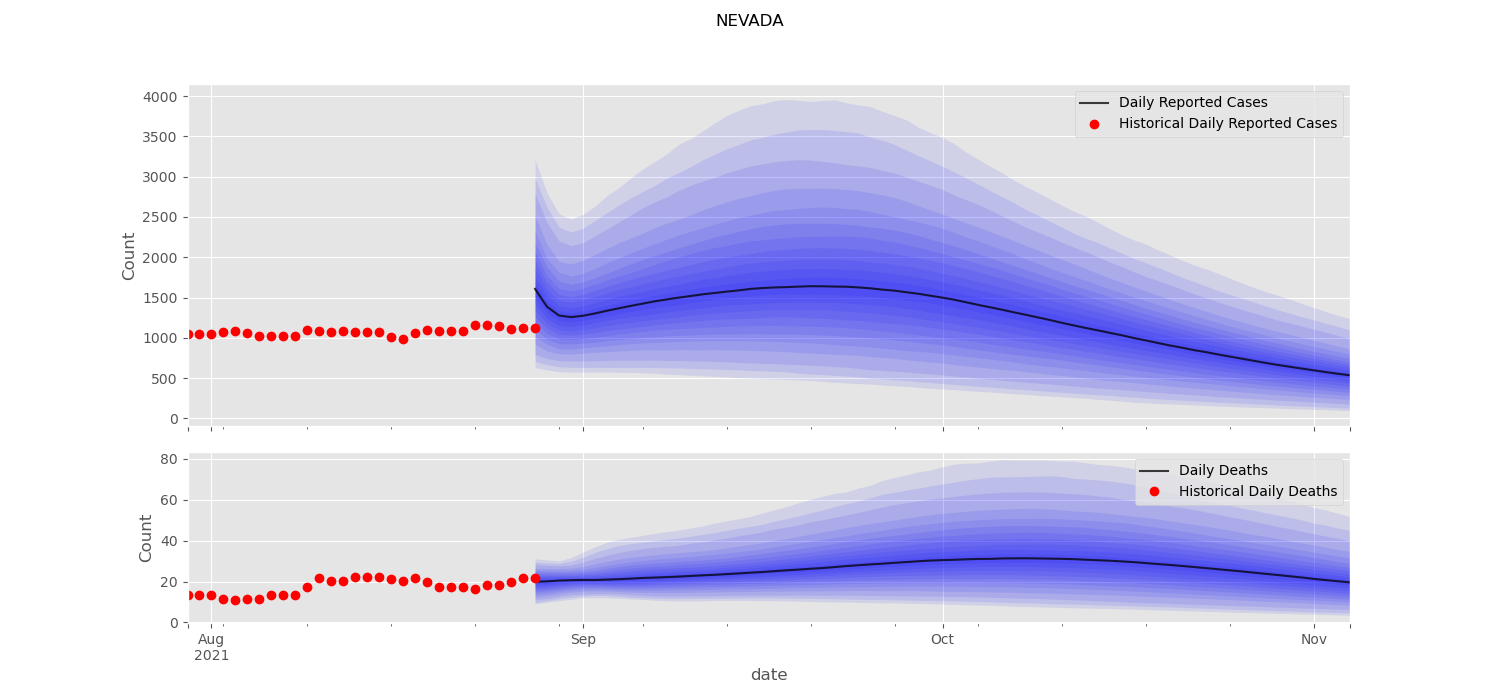 NEVADA
4000
3500
3000
2500
2000
1500
1000
500
0
Count
Daily Reported Cases
Historical Daily Reported Cases
80
60
40
20
0
Count
Daily Deaths
Historical Daily Deaths
Aug
2021
Sep
Oct
Nov
date